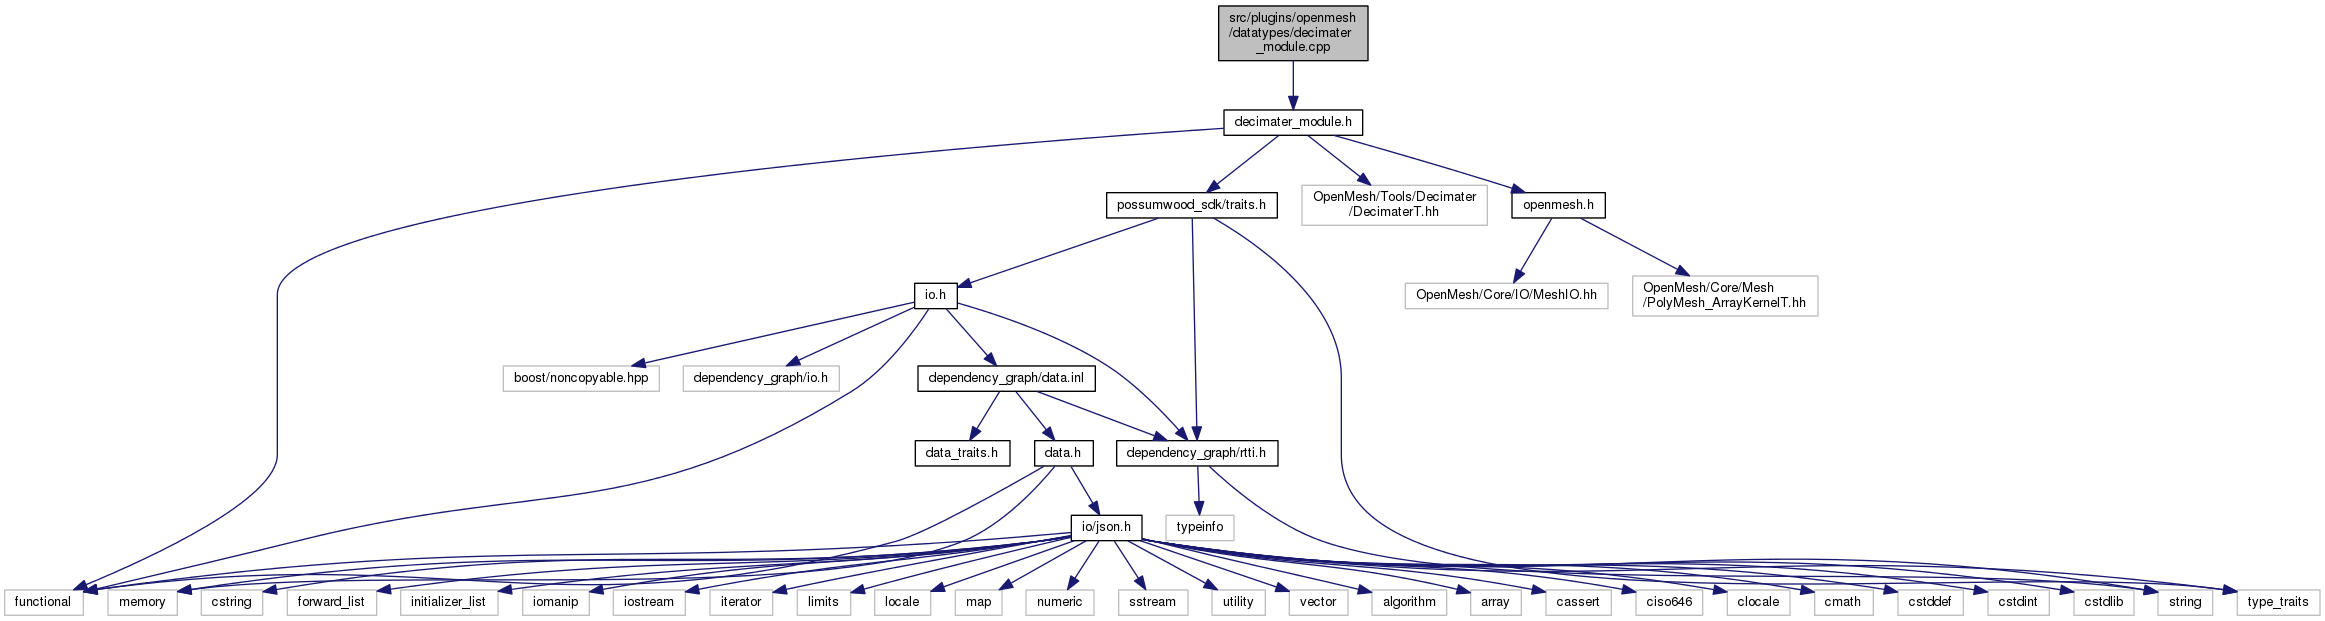 src/plugins/openmesh
/datatypes/decimater
_module.cpp
decimater_module.h
possumwood_sdk/traits.h
OpenMesh/Tools/Decimater
/DecimaterT.hh
openmesh.h
io.h
OpenMesh/Core/IO/MeshIO.hh
OpenMesh/Core/Mesh
/PolyMesh_ArrayKernelT.hh
boost/noncopyable.hpp
dependency_graph/io.h
dependency_graph/data.inl
data_traits.h
data.h
dependency_graph/rtti.h
io/json.h
typeinfo
functional
memory
cstring
forward_list
initializer_list
iomanip
iostream
iterator
limits
locale
map
numeric
sstream
utility
vector
algorithm
array
cassert
ciso646
clocale
cmath
cstddef
cstdint
cstdlib
string
type_traits